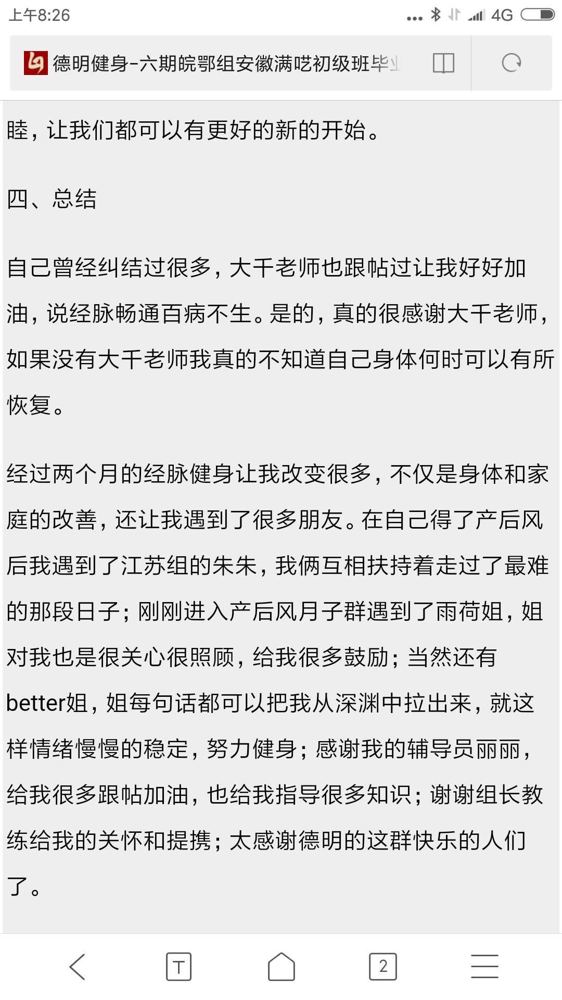 上午8:26
4G
德明健身-六期皖鄂组安徽满呓初级班毕业
睦，让我们都可以有更好的新的开始。
四、总结
自己曾经纠结过很多，大千老师也跟帖过让我好好加
油，说经脉畅通百病不生。是的，真的很感谢大千老师，
如果没有大千老师我真的不知道自己身体何时可以有所
恢复。
经过两个月的经脉健身让我改变很多，不仅是身体和家
庭的改善，还让我遇到了很多朋友。在自己得了产后风
后我遇到了江苏组的朱朱，我俩互相扶持着走过了最难
的那段日子；刚刚进入产后风月子群遇到了雨荷姐，姐
对我也是很关心很照顾，给我很多鼓励；当然还有
better姐，姐每句话都可以把我从深渊中拉出来，就这
样情绪慢慢的稳定，努力健身；感谢我的辅导员丽丽，
给我很多跟帖加油，也给我指导很多知识；谢谢组长教
练给我的关怀和提携；太感谢德明的这群快乐的人们
了。
T
2